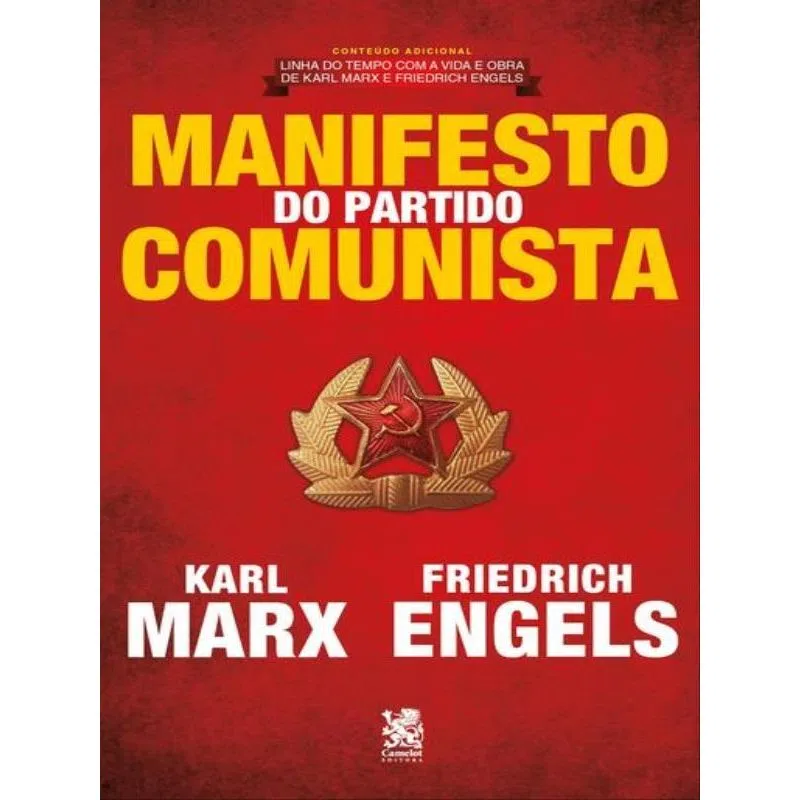 CONTEÚDO ADICIONAL
LINHA DO TEMPO COM A VIDA E OBRA
DE KARL MARX E FRIEDRICH ENGELS
MANIFESTO
DO PARTIDO
COMUNISTA
KARL
MARX
FRIEDRICH
ENGELS
Camelot
EDITORA